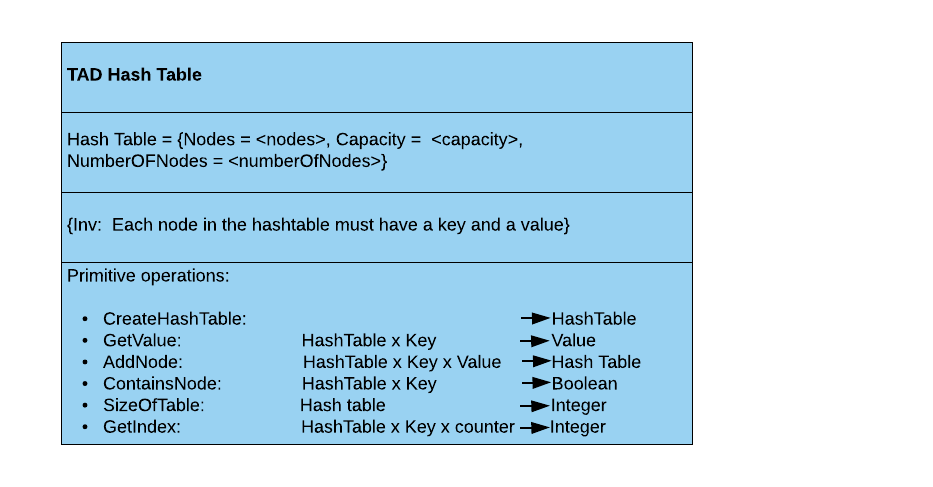 TAD Hash Table
Hash Table = {Nodes = <nodes>, Capacity =  <capacity>,
NumberOFNodes = <numberOfNodes>}
{Inv:  Each node in the hashtable must have a key and a value}
Primitive operations:
• CreateHashTable: → HashTable
• GetValue: HashTable x Key → Value
• AddNode: HashTable x Key x Value → Hash Table
• ContainsNode: HashTable x Key → Boolean
• SizeOfTable: Hash table → Integer
• GetIndex: HashTable x Key x counter → Integer